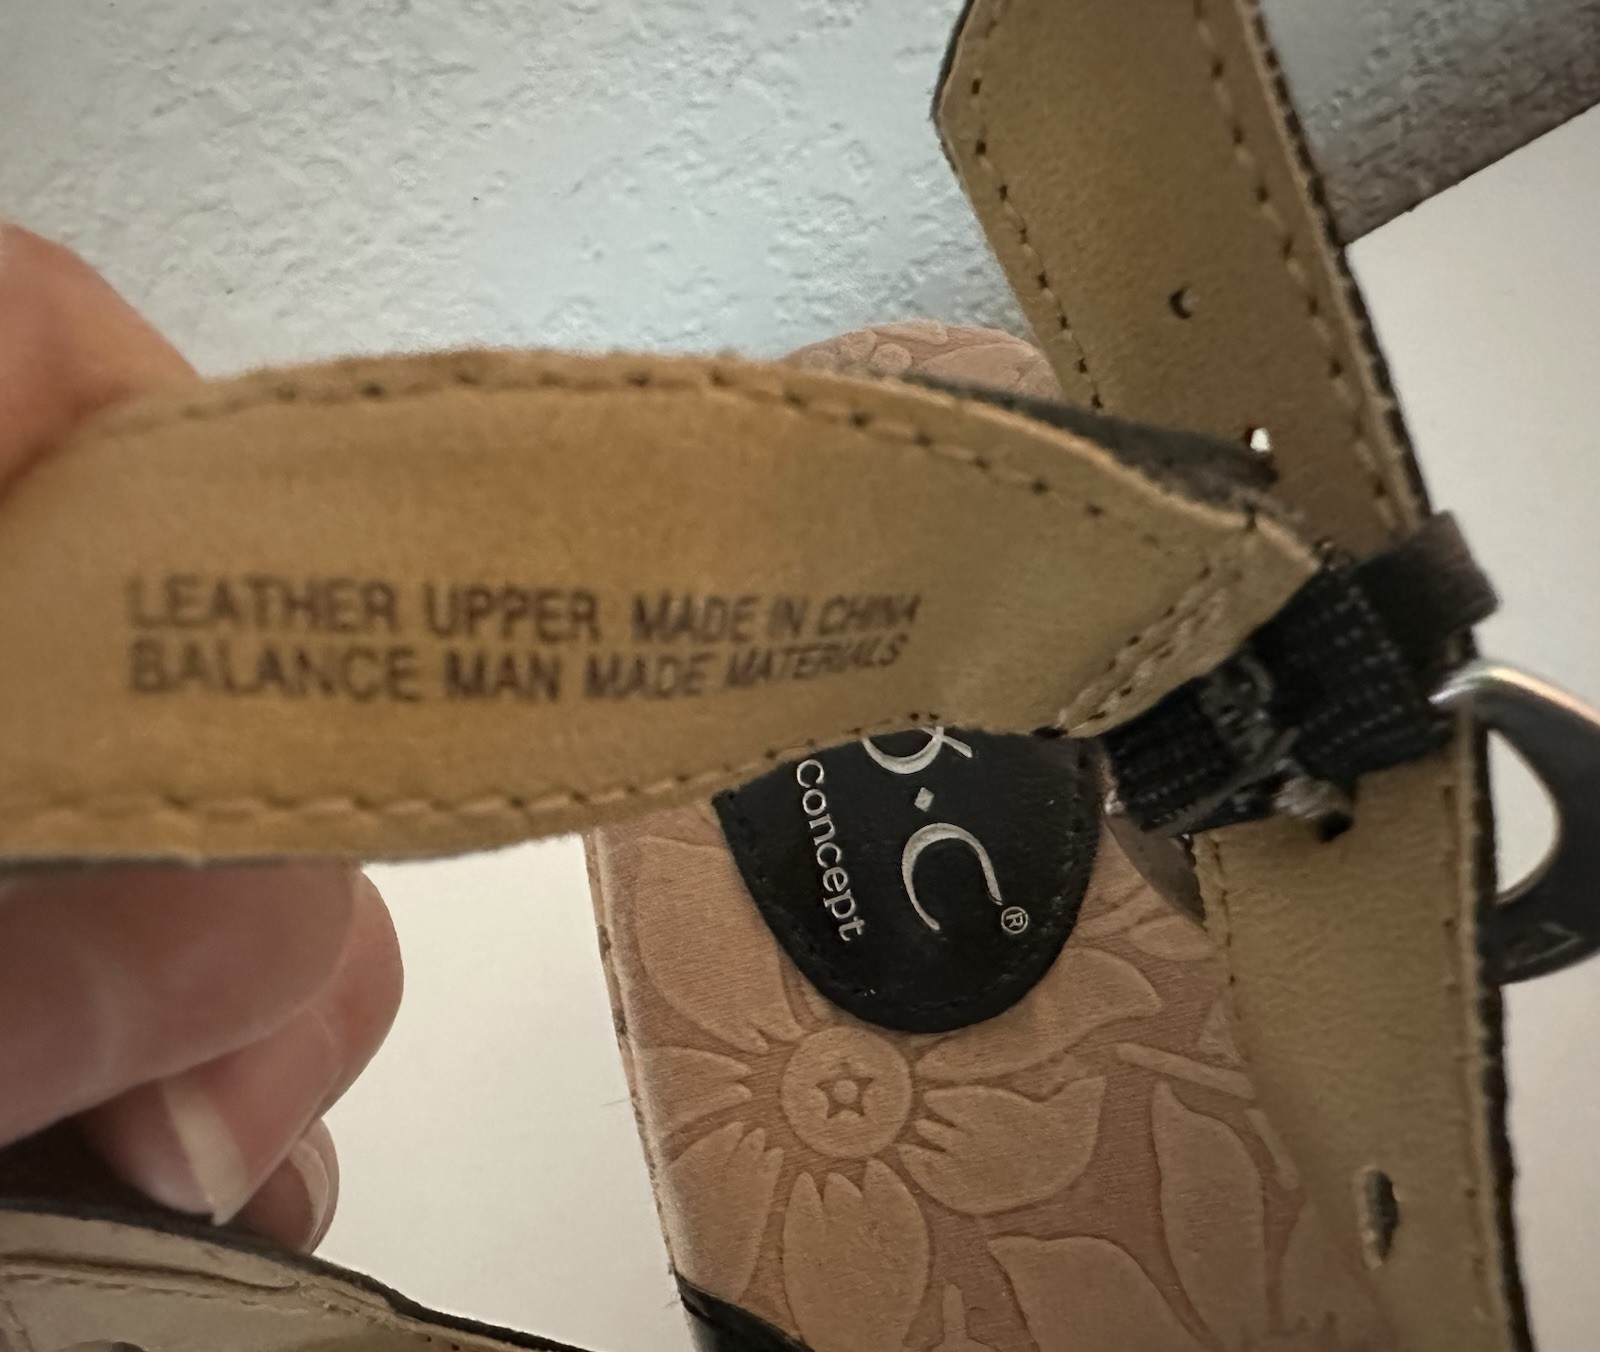 LEATHER UPPER MADE IN CHINA
BALANCE MAN MADE MATERIALS
C®
concept